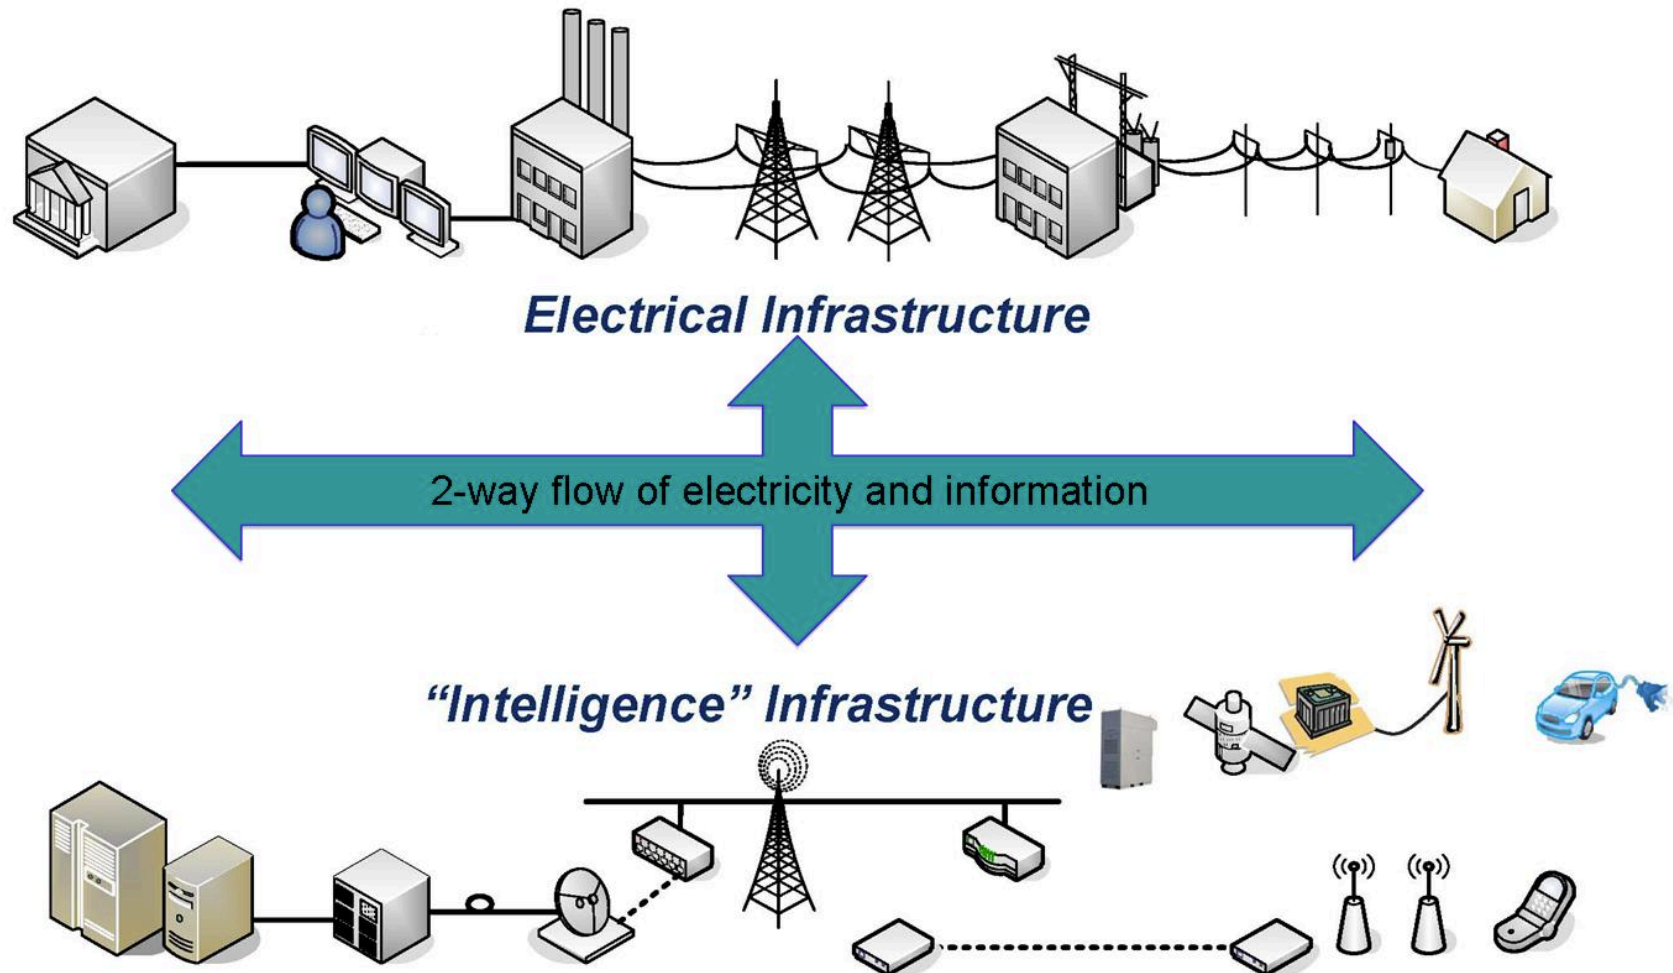 Electrical Infrastructure
2-way flow of electricity and information
“Intelligence” Infrastructure